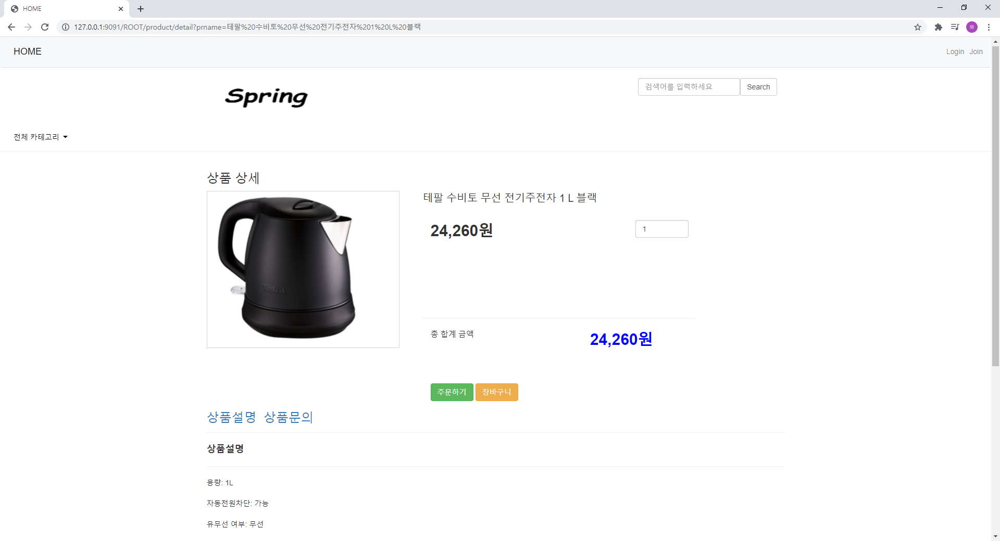 HOME
127.0.0.1:9091/ROOT/product/detail?prname=테팔%20수비토%20무선%20전기주전자%201%20L%20블랙
와
HOME
Login Join
Spring
검색어를 입력하세요
Search
전체 카테고리
상품 상세
테팔 수비토 무선 전기주전자 1 L 블랙
24,260원
1
Tefal
총 합계 금액
24,260원
주문하기 장바구니
상품설명 상품문의
상품설명
용량: 1L
자동전원차단: 가능
유무선 여부: 무선